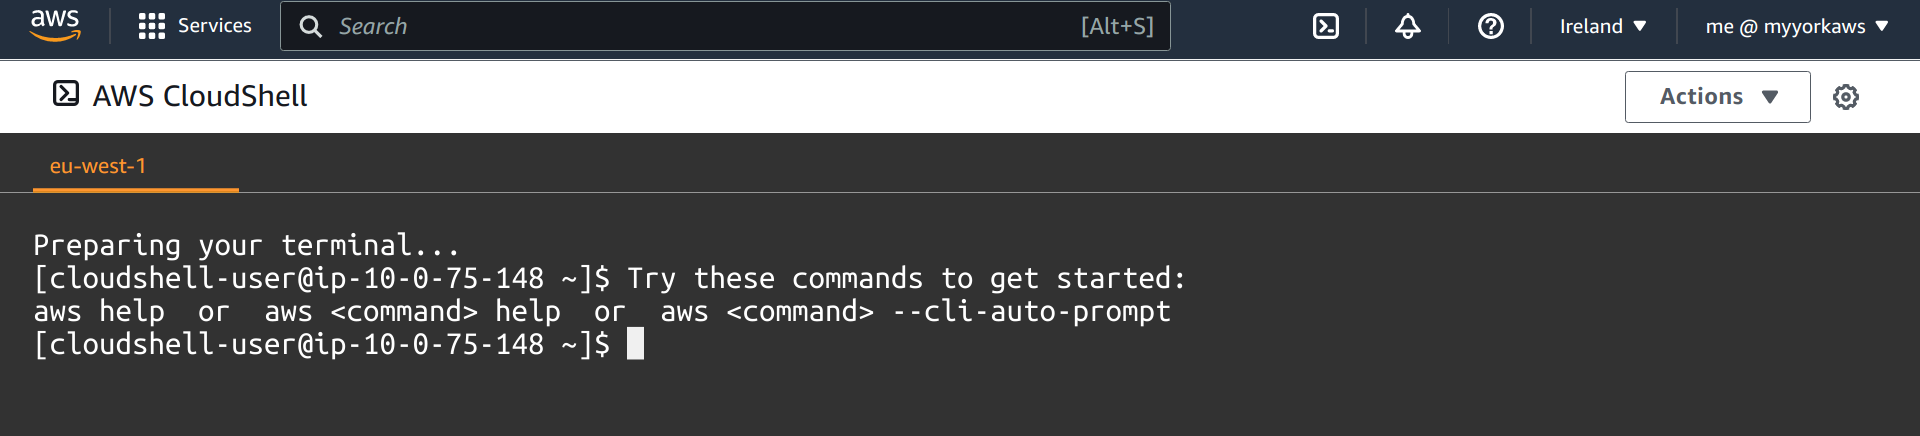 aws
Services
Search [Alt+S]
Ireland
me @ myyorkaws
AWS CloudShell
Actions
eu-west-1
Preparing your terminal...
[cloudshell-user@ip-10-0-75-148 ~]$ Try these commands to get started:
aws help  or  aws <command> help  or  aws <command> --cli-auto-prompt
[cloudshell-user@ip-10-0-75-148 ~]$